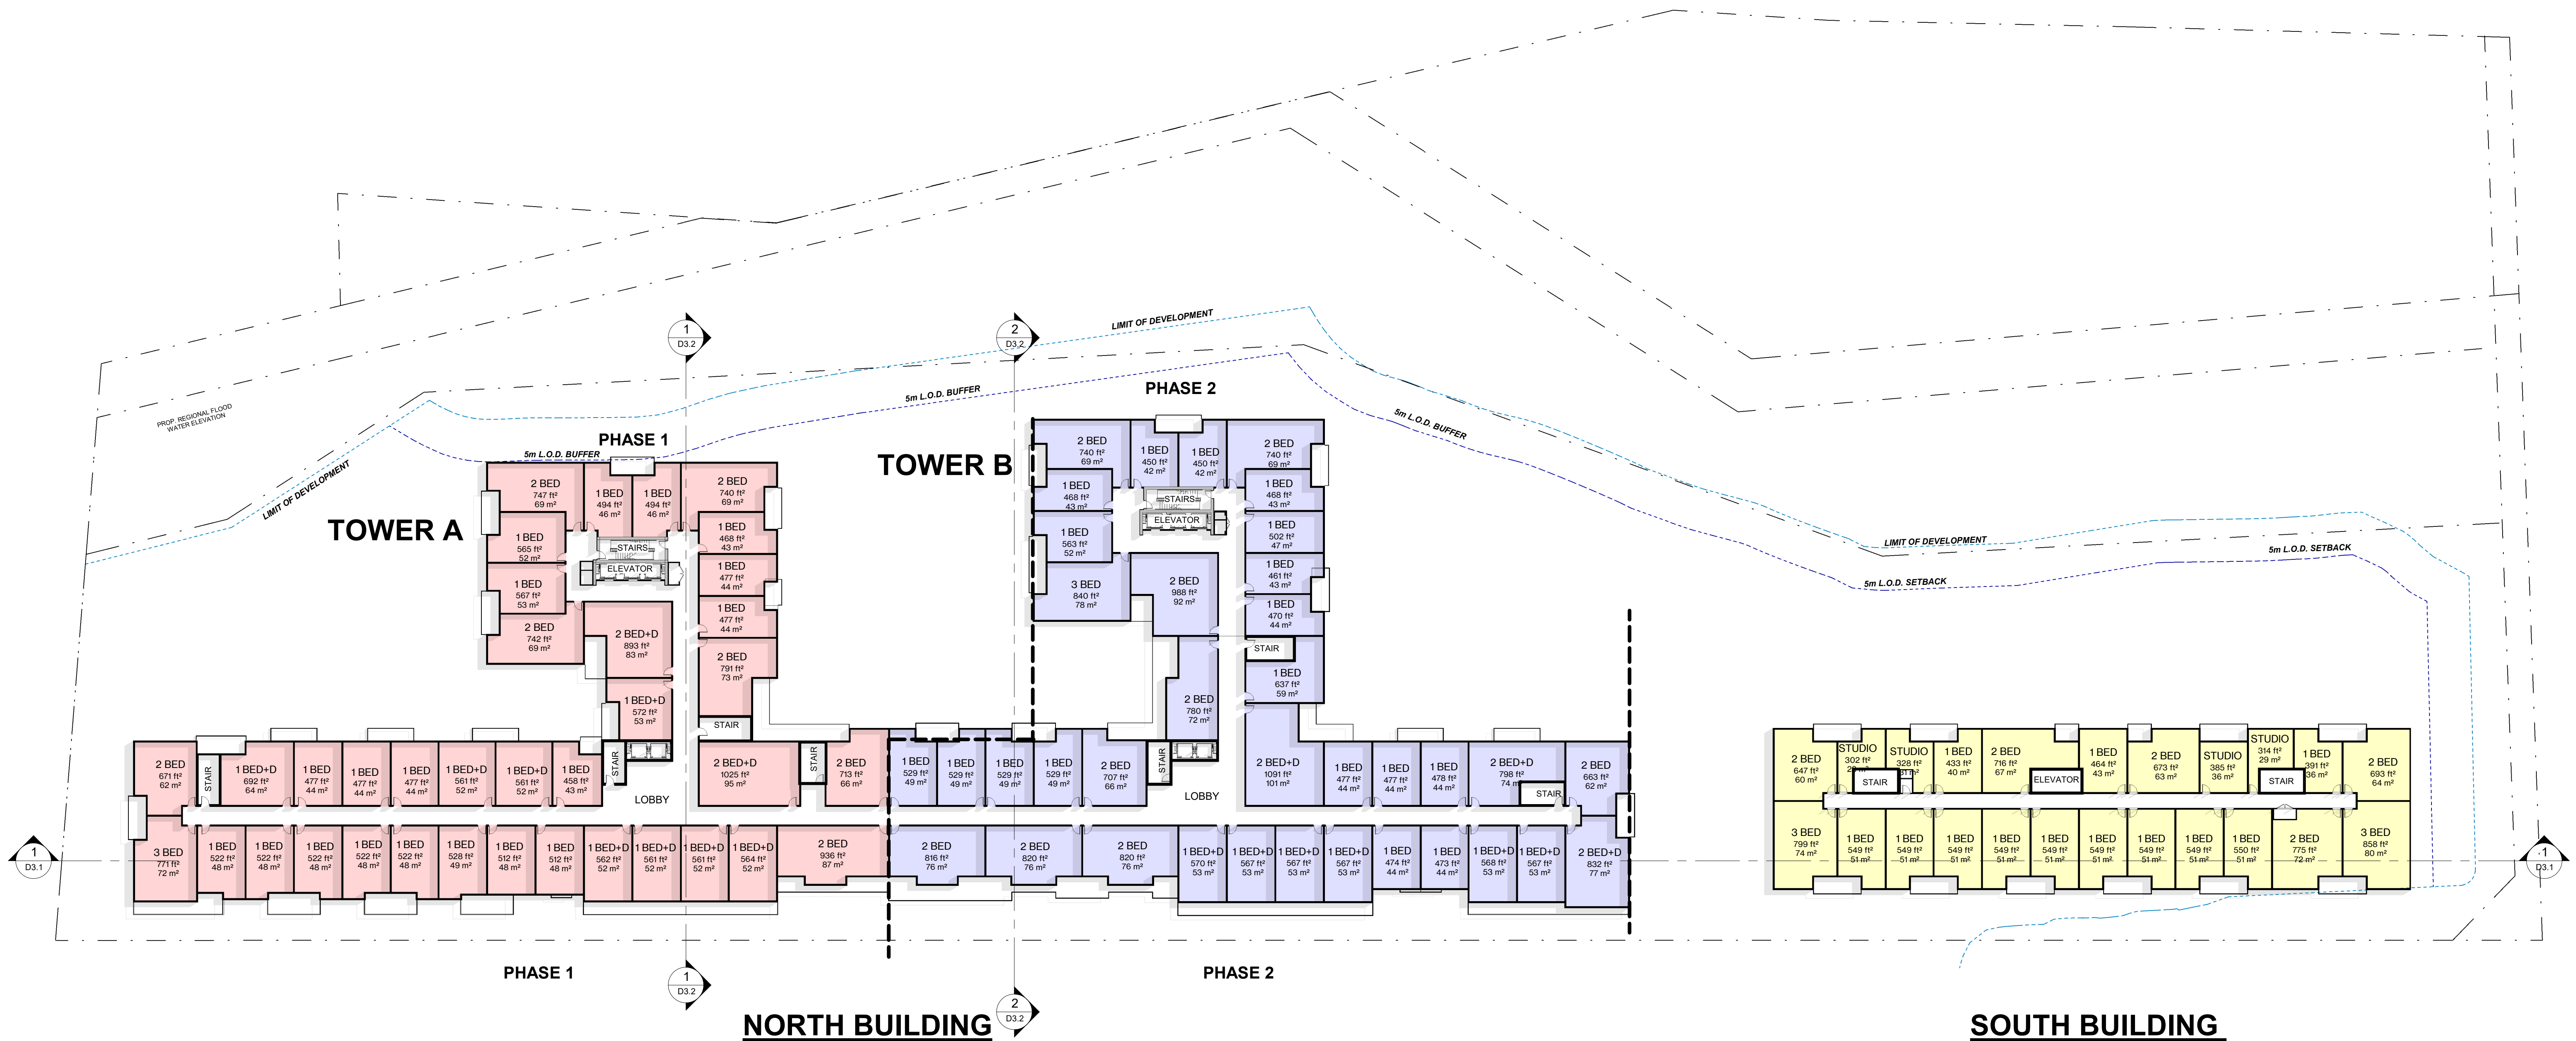 1
D3.2
2
D3.2
LIMIT OF DEVELOPMENT
5m L.O.D. BUFFER
PHASE 2
5m L.O.D. BUFFER
PROP. REGIONAL FLOOD
WATER ELEVATION
LIMIT OF DEVELOPMENT
PHASE 1
5m L.O.D. BUFFER
TOWER A
TOWER B
LIMIT OF DEVELOPMENT
5m L.O.D. SETBACK
5m L.O.D. SETBACK
2 BED
747 ft²
69 m²
1 BED
494 ft²
46 m²
1 BED
494 ft²
46 m²
2 BED
740 ft²
69 m²
1 BED
565 ft²
52 m²
STAIRS
ELEVATOR
1 BED
468 ft²
43 m²
1 BED
567 ft²
53 m²
1 BED
477 ft²
44 m²
1 BED
477 ft²
44 m²
2 BED
742 ft²
69 m²
2 BED+D
893 ft²
83 m²
2 BED
791 ft²
73 m²
1 BED+D
572 ft²
53 m²
STAIR
2 BED
740 ft²
69 m²
1 BED
450 ft²
42 m²
1 BED
450 ft²
42 m²
2 BED
740 ft²
69 m²
1 BED
468 ft²
43 m²
STAIRS
ELEVATOR
1 BED
468 ft²
43 m²
1 BED
563 ft²
52 m²
1 BED
502 ft²
47 m²
3 BED
840 ft²
78 m²
2 BED
988 ft²
92 m²
1 BED
461 ft²
43 m²
1 BED
470 ft²
44 m²
STAIR
1 BED
637 ft²
59 m²
2 BED
780 ft²
72 m²
2 BED
671 ft²
62 m²
STAIR
1 BED+D
692 ft²
64 m²
1 BED
477 ft²
44 m²
1 BED
477 ft²
44 m²
1 BED
477 ft²
44 m²
1 BED+D
561 ft²
52 m²
1 BED+D
561 ft²
52 m²
1 BED
458 ft²
43 m²
STAIR
LOBBY
2 BED+D
1025 ft²
95 m²
STAIR
2 BED
713 ft²
66 m²
1 BED
529 ft²
49 m²
1 BED
529 ft²
49 m²
1 BED
529 ft²
49 m²
1 BED
529 ft²
49 m²
2 BED
707 ft²
66 m²
STAIR
LOBBY
2 BED+D
1091 ft²
101 m²
1 BED
477 ft²
44 m²
1 BED
477 ft²
44 m²
1 BED
478 ft²
44 m²
2 BED+D
798 ft²
74 m²
STAIR
2 BED
663 ft²
62 m²
3 BED
771 ft²
72 m²
1 BED
522 ft²
48 m²
1 BED
522 ft²
48 m²
1 BED
522 ft²
48 m²
1 BED
522 ft²
48 m²
1 BED
522 ft²
48 m²
1 BED
528 ft²
49 m²
1 BED
512 ft²
48 m²
1 BED
512 ft²
48 m²
1 BED+D
562 ft²
52 m²
1 BED+D
561 ft²
52 m²
1 BED+D
561 ft²
52 m²
1 BED+D
564 ft²
52 m²
2 BED
936 ft²
87 m²
2 BED
816 ft²
76 m²
2 BED
820 ft²
76 m²
2 BED
820 ft²
76 m²
1 BED+D
570 ft²
53 m²
1 BED+D
567 ft²
53 m²
1 BED+D
567 ft²
53 m²
1 BED+D
567 ft²
53 m²
1 BED
474 ft²
44 m²
1 BED
473 ft²
44 m²
1 BED+D
568 ft²
53 m²
1 BED+D
567 ft²
53 m²
2 BED+D
832 ft²
77 m²
2 BED
647 ft²
60 m²
STUDIO
302 ft²
STAIR
STUDIO
328 ft²
31 m²
1 BED
433 ft²
40 m²
2 BED
716 ft²
67 m²
ELEVATOR
1 BED
464 ft²
43 m²
2 BED
673 ft²
63 m²
STUDIO
385 ft²
36 m²
STUDIO
314 ft²
29 m²
STAIR
1 BED
391 ft²
36 m²
2 BED
693 ft²
64 m²
3 BED
799 ft²
74 m²
1 BED
549 ft²
51 m²
1 BED
549 ft²
51 m²
1 BED
549 ft²
51 m²
1 BED
549 ft²
51 m²
1 BED
549 ft²
51 m²
1 BED
549 ft²
51 m²
1 BED
549 ft²
51 m²
1 BED
549 ft²
51 m²
1 BED
550 ft²
51 m²
2 BED
775 ft²
72 m²
3 BED
858 ft²
80 m²
1
D3.1
1
D3.1
PHASE 1
1
D3.2
PHASE 2
2
D3.2
NORTH BUILDING
SOUTH BUILDING